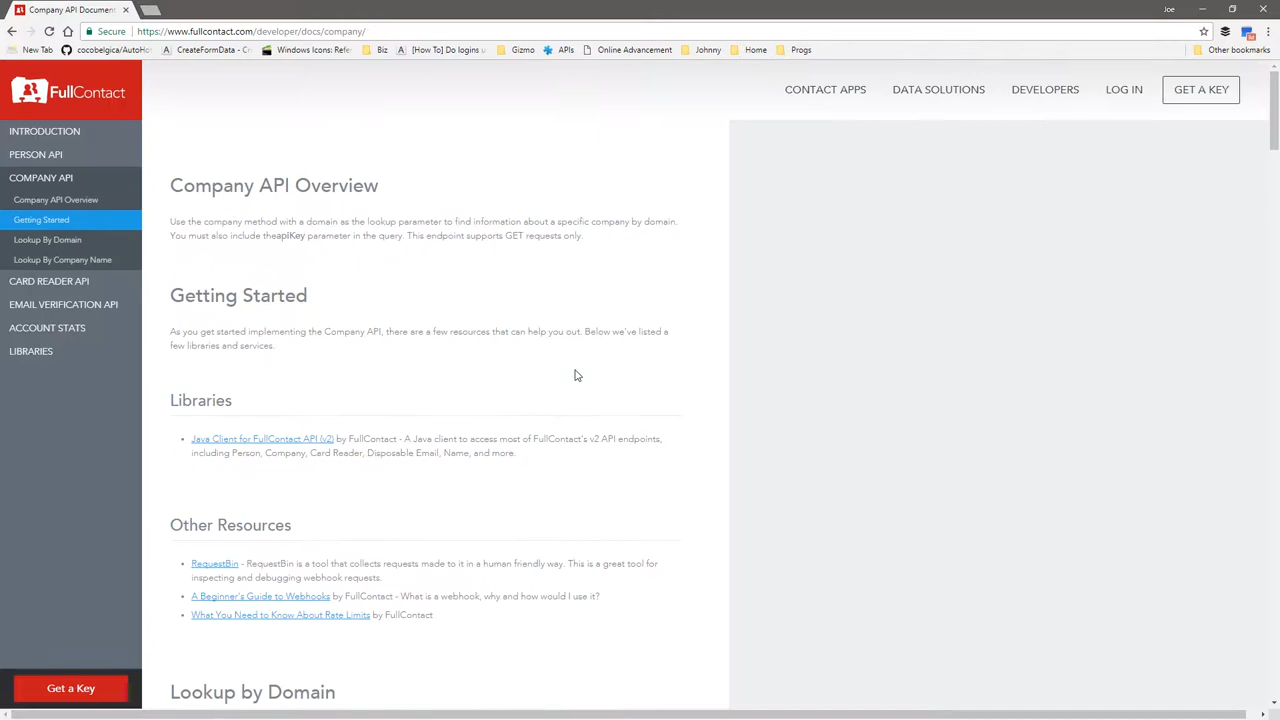 Company API Documen
Joe
Secure
https://www.fullcontact.com/developer/docs/company/
New Tab
cocobelgica/AutoHo
CreateFormData - Kag
Windows Icons: Refe
Biz
[How To] Do logins u
Gizmo
APIs
Online Advancement
Johnny
Home
Progs
Other bookmarks
FullContact
CONTACT APPS
DATA SOLUTIONS
DEVELOPERS
LOG IN
GET A KEY
INTRODUCTION
PERSON API
COMPANY API
Company API Overview
Getting Started
Lookup By Domain
Lookup By Company Name
CARD READER API
EMAIL VERIFICATION API
ACCOUNT STATS
LIBRARIES
Get a Key
Company API Overview
Use the company method with a domain as the lookup parameter to find information about a specific company by domain.
You must also include theapiKey parameter in the query. This endpoint supports GET requests only.
Getting Started
As you get started implementing the Company API, there are a few resources that can help you out. Below we've listed a
few libraries and services.
Libraries
• Java Client for FullContact API (v2) by FullContact - A Java client to access most of FullContact's v2 API endpoints,
including Person, Company, Card Reader, Disposable Email, Name, and more.
Other Resources
• RequestBin - RequestBin is a tool that collects requests made to it in a human friendly way. This is a great tool for
inspecting and debugging webhook requests.
• A Beginner's Guide to Webhooks by FullContact - What is a webhook, why and how would I use it?
• What You Need to Know About Rate Limits by FullContact
Lookup by Domain